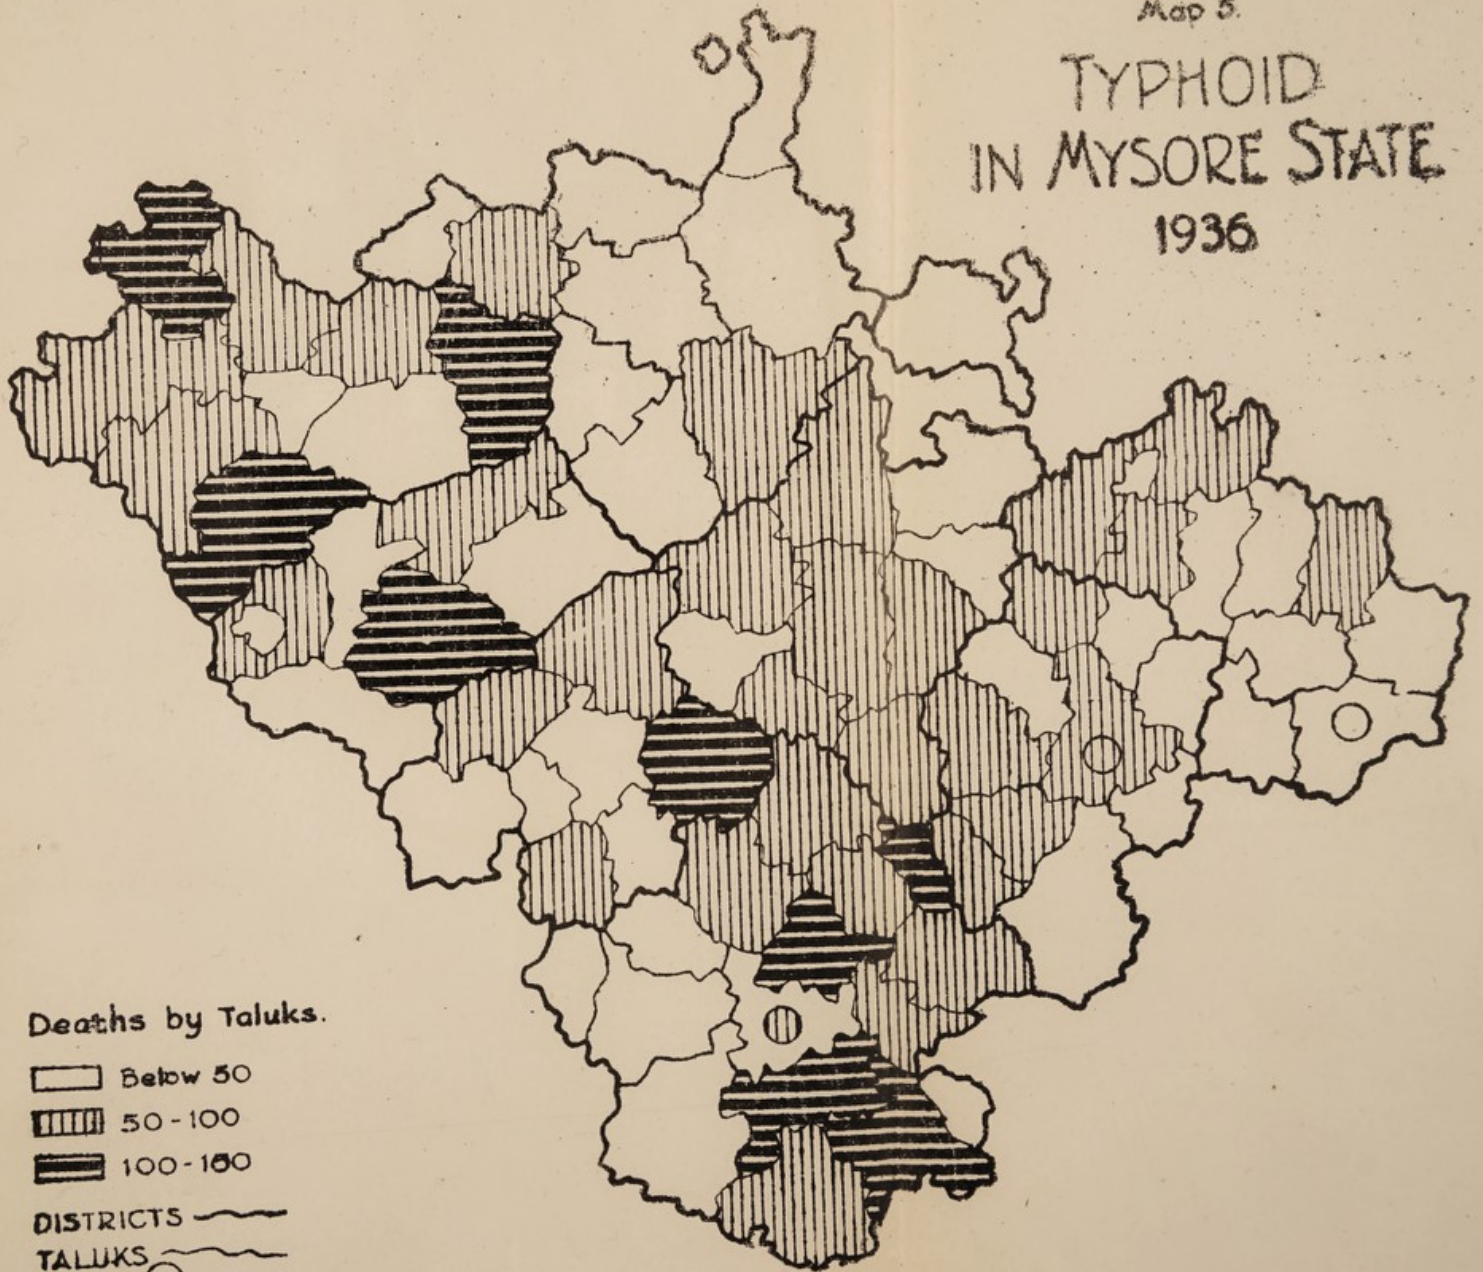 Map 5.
TYPHOID
IN MYSORE STATE
1936
Deaths by Taluks.
Below 50
50-100
100-150
DISTRICTS
TALUKS